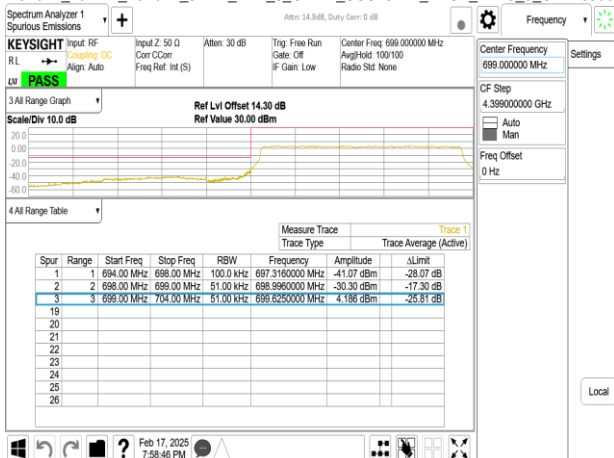 Spectrum Analyzer 1
Spurious Emissions
Attn: 14.8dB, Duty Corr: 0 dB
Frequency
KEYSIGHT
RL
PASS
Input: RF
Coupling: DC
Align: Auto
Input Z: 50 Ω
Corr CCorr
Freq Ref: Int (S)
Atten: 30 dB
Trig: Free Run
Gate: Off
IF Gain: Low
Center Freq: 699.000000 MHz
Avg|Hold: 100/100
Radio Std: None
Center Frequency
699.000000 MHz
Settings
CF Step
4.399000000 GHz
Auto
Man
Freq Offset
0 Hz
3 All Range Graph
Scale/Div 10.0 dB
Ref Lvl Offset 14.30 dB
Ref Value 30.00 dBm
20.0
0.00
-20.0
-40.0
-60.0
4 All Range Table
Measure Trace Trace 1
Trace Type Trace Average (Active)
Spur Range Start Freq Stop Freq RBW Frequency Amplitude ΔLimit
1 1 694.00 MHz 698.00 MHz 100.0 kHz 697.3160000 MHz -41.07 dBm -28.07 dB
2 2 698.00 MHz 699.00 MHz 51.00 kHz 698.9960000 MHz -30.30 dBm -17.30 dB
3 3 699.00 MHz 704.00 MHz 51.00 kHz 699.6250000 MHz 4.186 dBm -25.81 dB
19
20
21
22
23
24
25
26
Local
Feb 17, 2025
7:58:46 PM